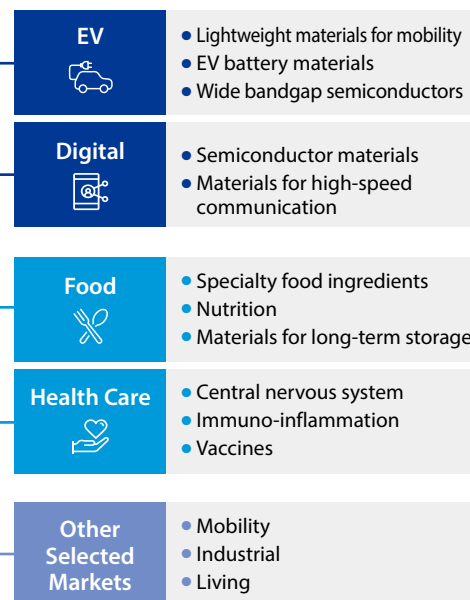 EV
• Lightweight materials for mobility
• EV battery materials
• Wide bandgap semiconductors
Digital
• Semiconductor materials
• Materials for high-speed
communication
Food
• Specialty food ingredients
• Nutrition
• Materials for long-term storage
Health Care
• Central nervous system
• Immuno-inflammation
• Vaccines
Other
Selected
Markets
• Mobility
• Industrial
• Living